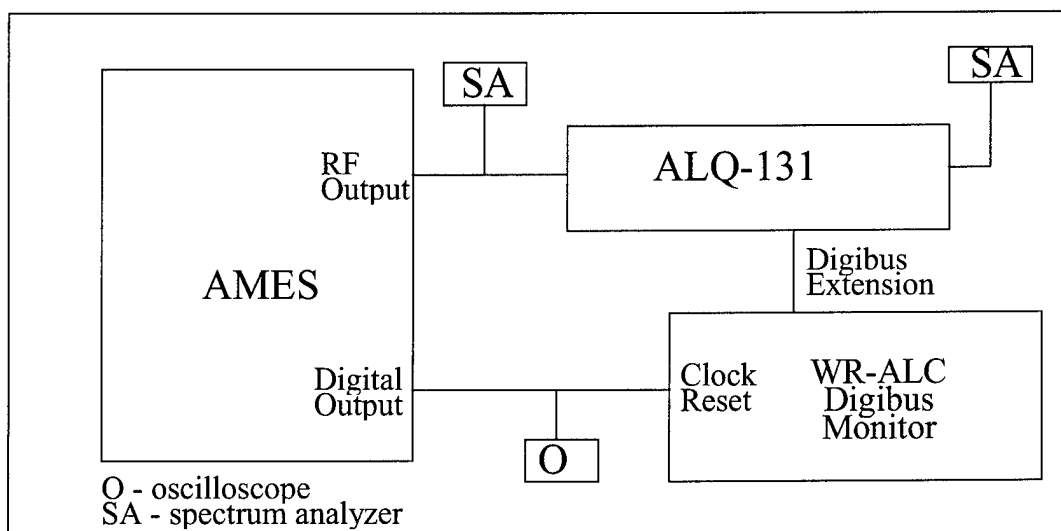 SA
SA
RF
Output
ALQ-131
AMES
Digibus
Extension
Digital
Output
Clock
Reset
WR-ALC
Digibus
Monitor
O
O - oscilloscope
SA - spectrum analyzer